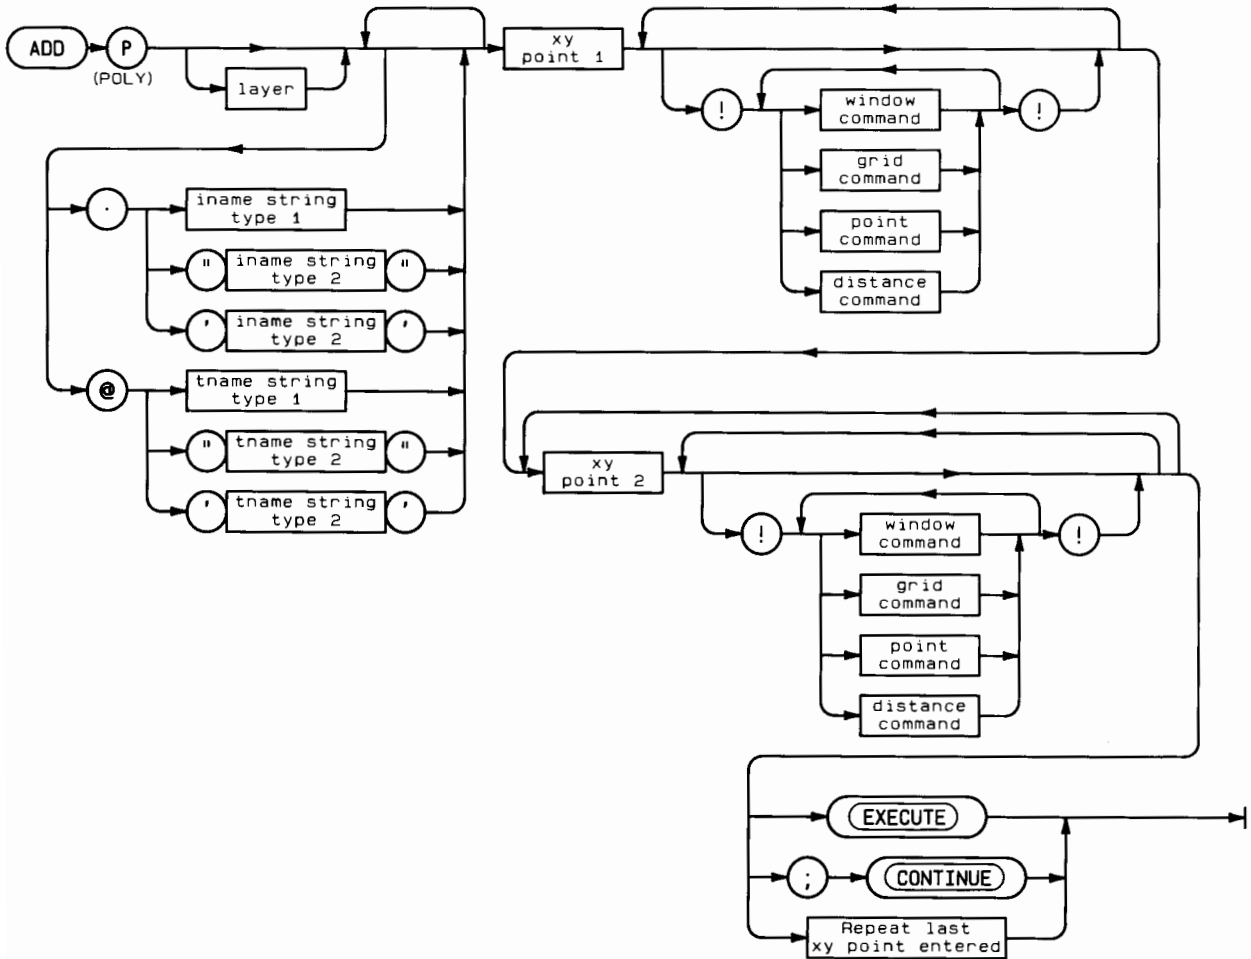 ADD
P
(POLY)
layer
xy
point 1
!
window
command
!
grid
command
point
command
distance
command
.
iname string
type 1
" iname string "
type 2
' iname string '
type 2
@
tname string
type 1
" tname string "
type 2
' tname string '
type 2
xy
point 2
!
window
command
!
grid
command
point
command
distance
command
EXECUTE
;
CONTINUE
Repeat last
xy point entered